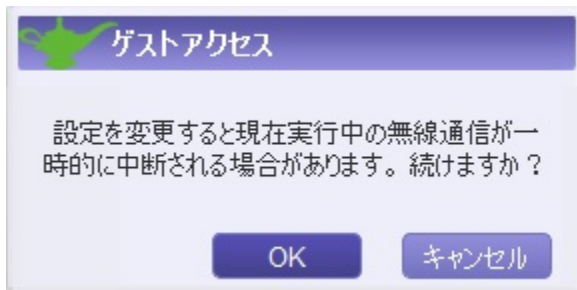 ゲストアクセス
設定を変更すると現在実行中の無線通信が一
時的に中断される場合があります。続けますか？
OK
キャンセル